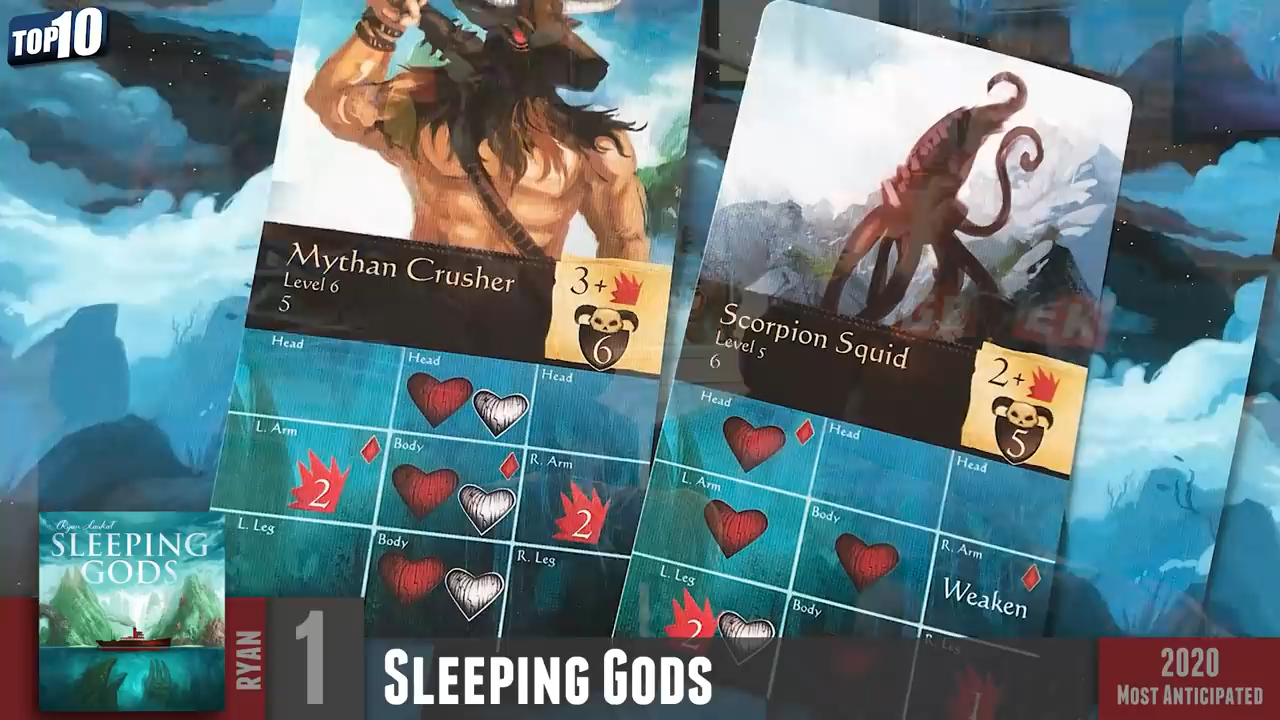 TOP10
Mythan Crusher
Level 6
5
3+
6
Head
Head
Head
L. Arm
2
Body
R. Arm
2
L. Leg
Body
R. Leg
Scorpion Squid
Level 5
6
2+
5
Head
Head
Head
L. Arm
Body
R. Arm
Weaken
L. Leg
2
Body
R. Leg
1
Ryan Laukat
SLEEPING
GODS
RYAN
1
SLEEPING GODS
2020
MOST ANTICIPATED